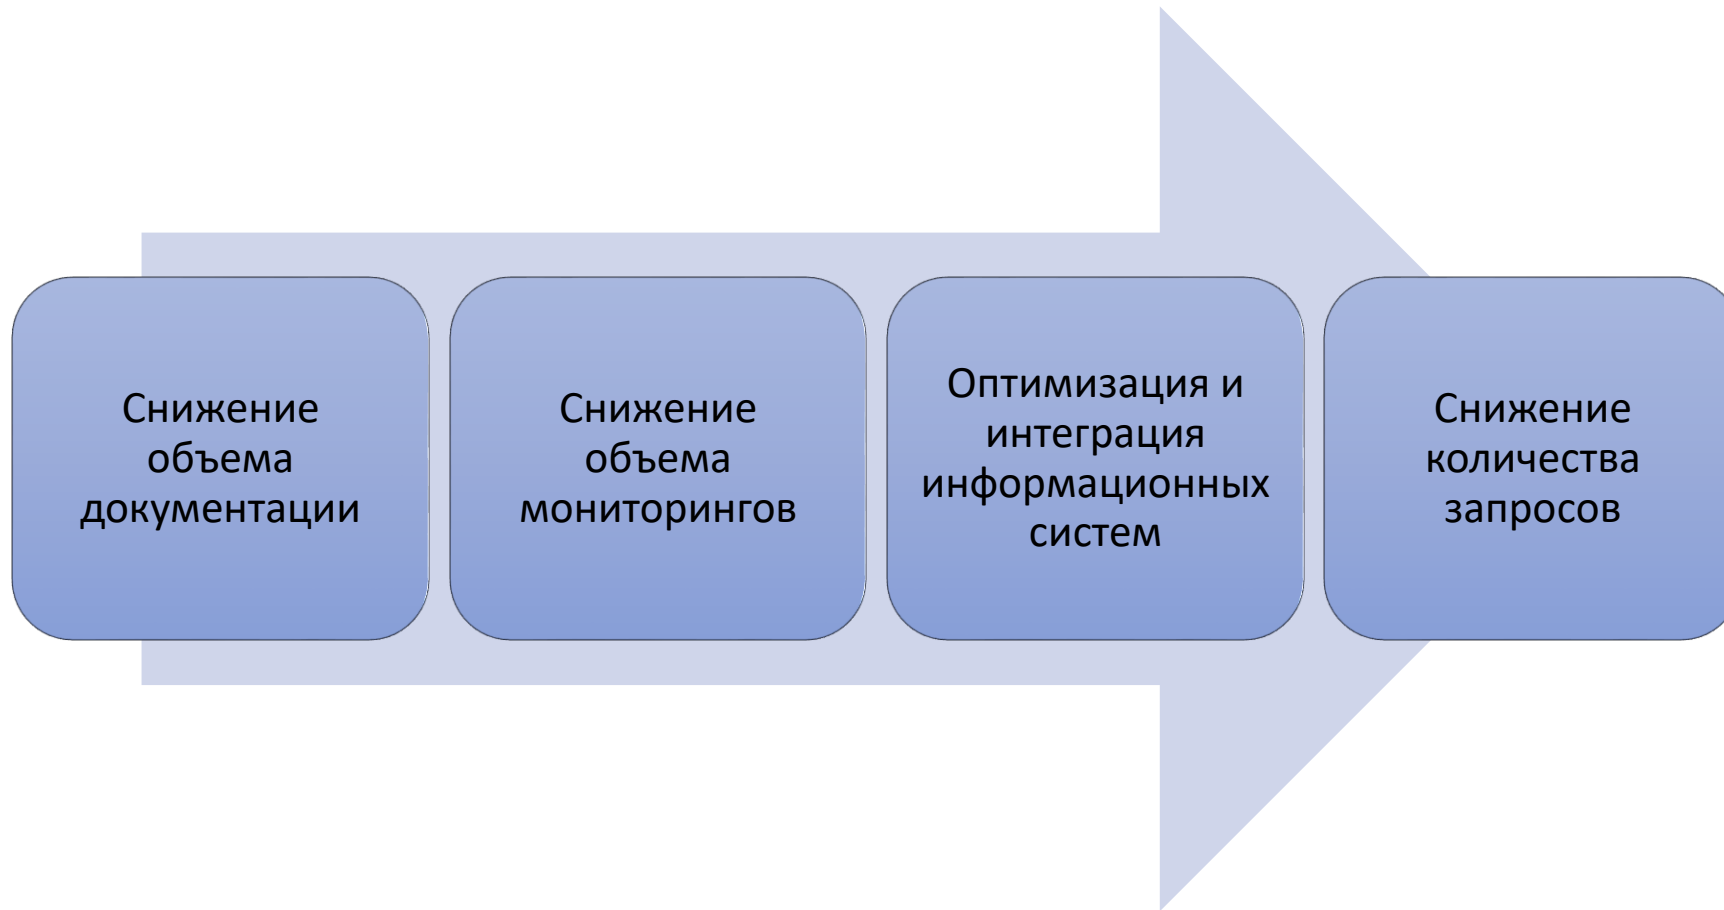 Снижение
объема
документации
Снижение
объема
мониторингов
Оптимизация и
интеграция
информационных
систем
Снижение
количества
запросов